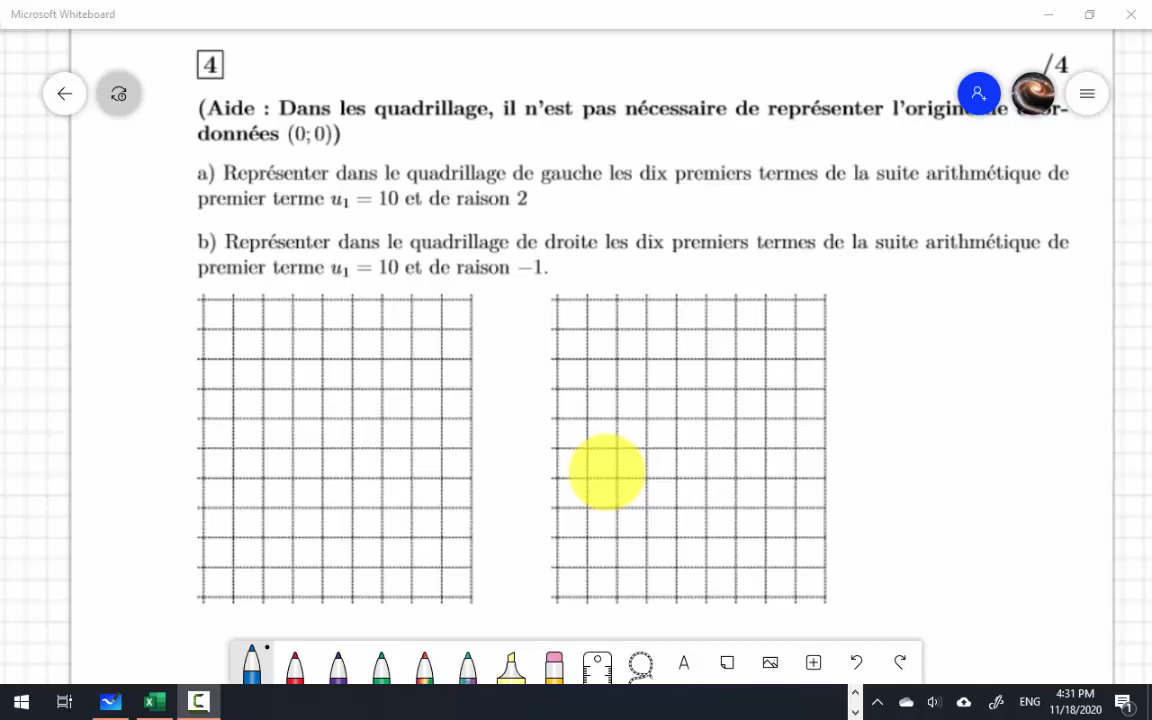 Microsoft Whiteboard
4
/4
(Aide : Dans les quadrillage, il n'est pas nécessaire de représenter l'origin
données (0; 0))
a) Représenter dans le quadrillage de gauche les dix premiers termes de la suite arithmétique de
premier terme u₁ = 10 et de raison 2
b) Représenter dans le quadrillage de droite les dix premiers termes de la suite arithmétique de
premier terme u₁ = 10 et de raison −1.
A
ENG
4:31 PM
11/18/2020
1